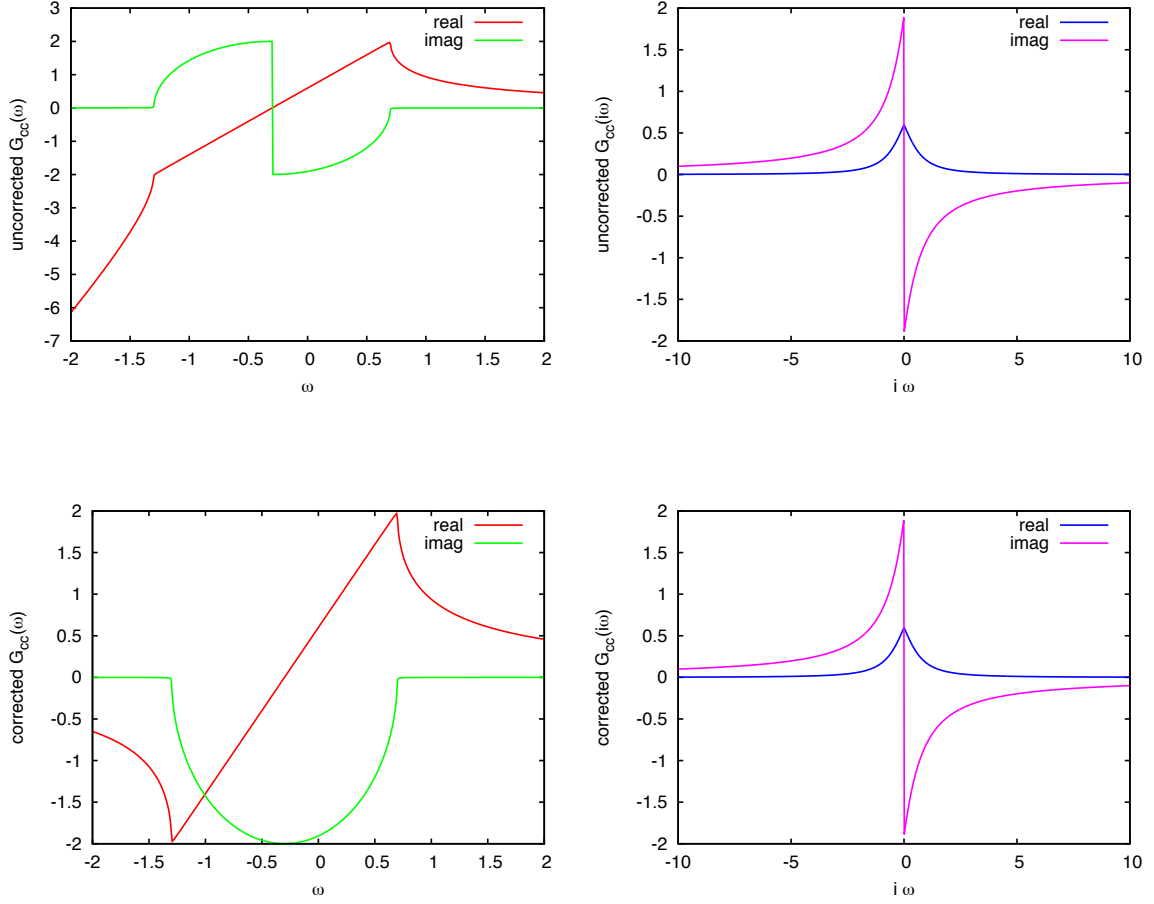 real
imag
3
2
1
0
-1
-2
-3
-4
-5
-6
-7
uncorrected G_cc(ω)
-2 -1.5 -1 -0.5 0 0.5 1 1.5 2
ω
real
imag
2
1.5
1
0.5
0
-0.5
-1
-1.5
-2
uncorrected G_cc(iω)
-10 -5 0 5 10
i ω
real
imag
2
1.5
1
0.5
0
-0.5
-1
-1.5
-2
corrected G_cc(ω)
-2 -1.5 -1 -0.5 0 0.5 1 1.5 2
ω
real
imag
2
1.5
1
0.5
0
-0.5
-1
-1.5
-2
corrected G_cc(iω)
-10 -5 0 5 10
i ω